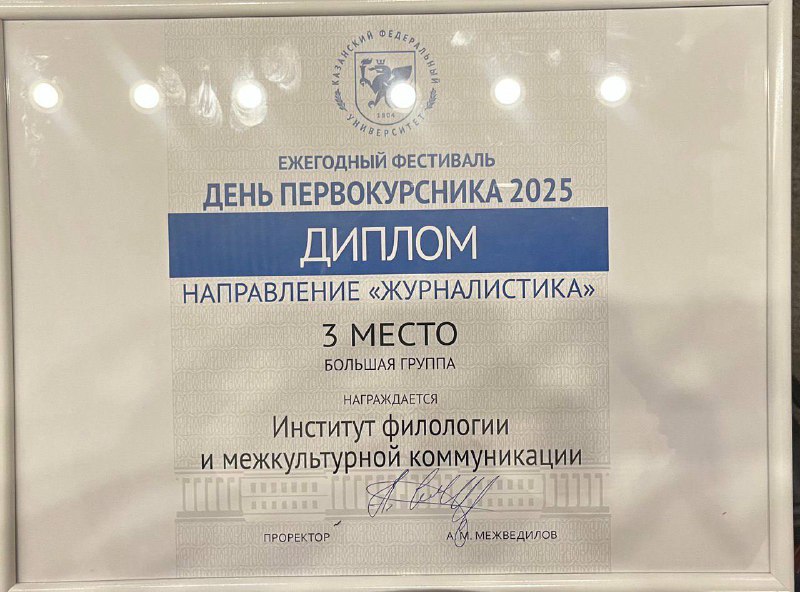 КАЗАНСКИЙ ФЕДЕРАЛЬНЫЙ
УНИВЕРСИТЕТ
1804
ЕЖЕГОДНЫЙ ФЕСТИВАЛЬ
ДЕНЬ ПЕРВОКУРСНИКА 2025
ДИПЛОМ
НАПРАВЛЕНИЕ «ЖУРНАЛИСТИКА»
3 МЕСТО
БОЛЬШАЯ ГРУППА
НАГРАЖДАЕТСЯ
Институт филологии
и межкультурной коммуникации
ПРОРЕКТОР А. М. МЕЖВЕДИЛОВ